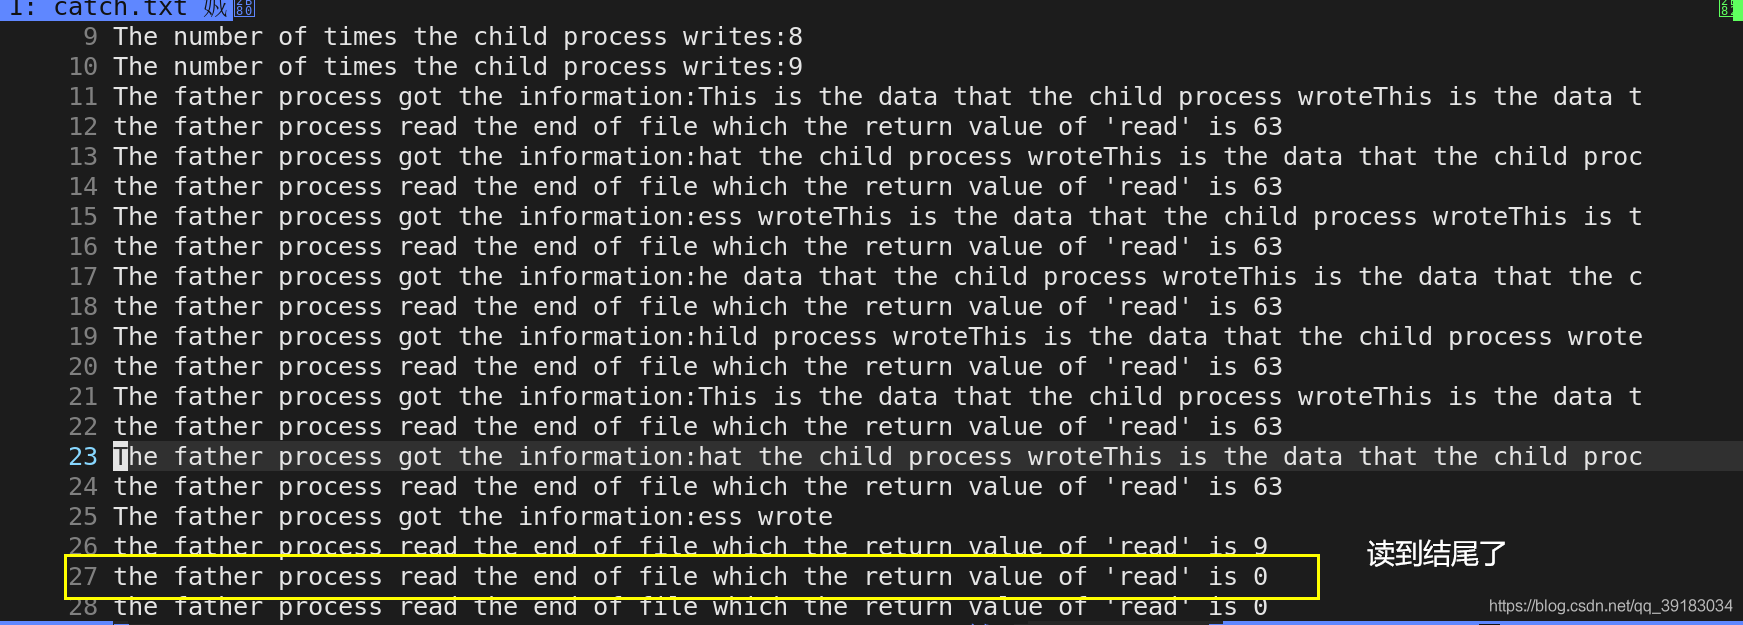 1: catch.txt
9 The number of times the child process writes:8
10 The number of times the child process writes:9
11 The father process got the information:This is the data that the child process wroteThis is the data t
12 the father process read the end of file which the return value of 'read' is 63
13 The father process got the information:hat the child process wroteThis is the data that the child proc
14 the father process read the end of file which the return value of 'read' is 63
15 The father process got the information:ess wroteThis is the data that the child process wroteThis is t
16 the father process read the end of file which the return value of 'read' is 63
17 The father process got the information:he data that the child process wroteThis is the data that the c
18 the father process read the end of file which the return value of 'read' is 63
19 The father process got the information:hild process wroteThis is the data that the child process wrote
20 the father process read the end of file which the return value of 'read' is 63
21 The father process got the information:This is the data that the child process wroteThis is the data t
22 the father process read the end of file which the return value of 'read' is 63
23 The father process got the information:hat the child process wroteThis is the data that the child proc
24 the father process read the end of file which the return value of 'read' is 63
25 The father process got the information:ess wrote
26 the father process read the end of file which the return value of 'read' is 9
读到结尾了
27 the father process read the end of file which the return value of 'read' is 0
28 the father process read the end of file which the return value of 'read' is 0
https://blog.csdn.net/qq_39183034